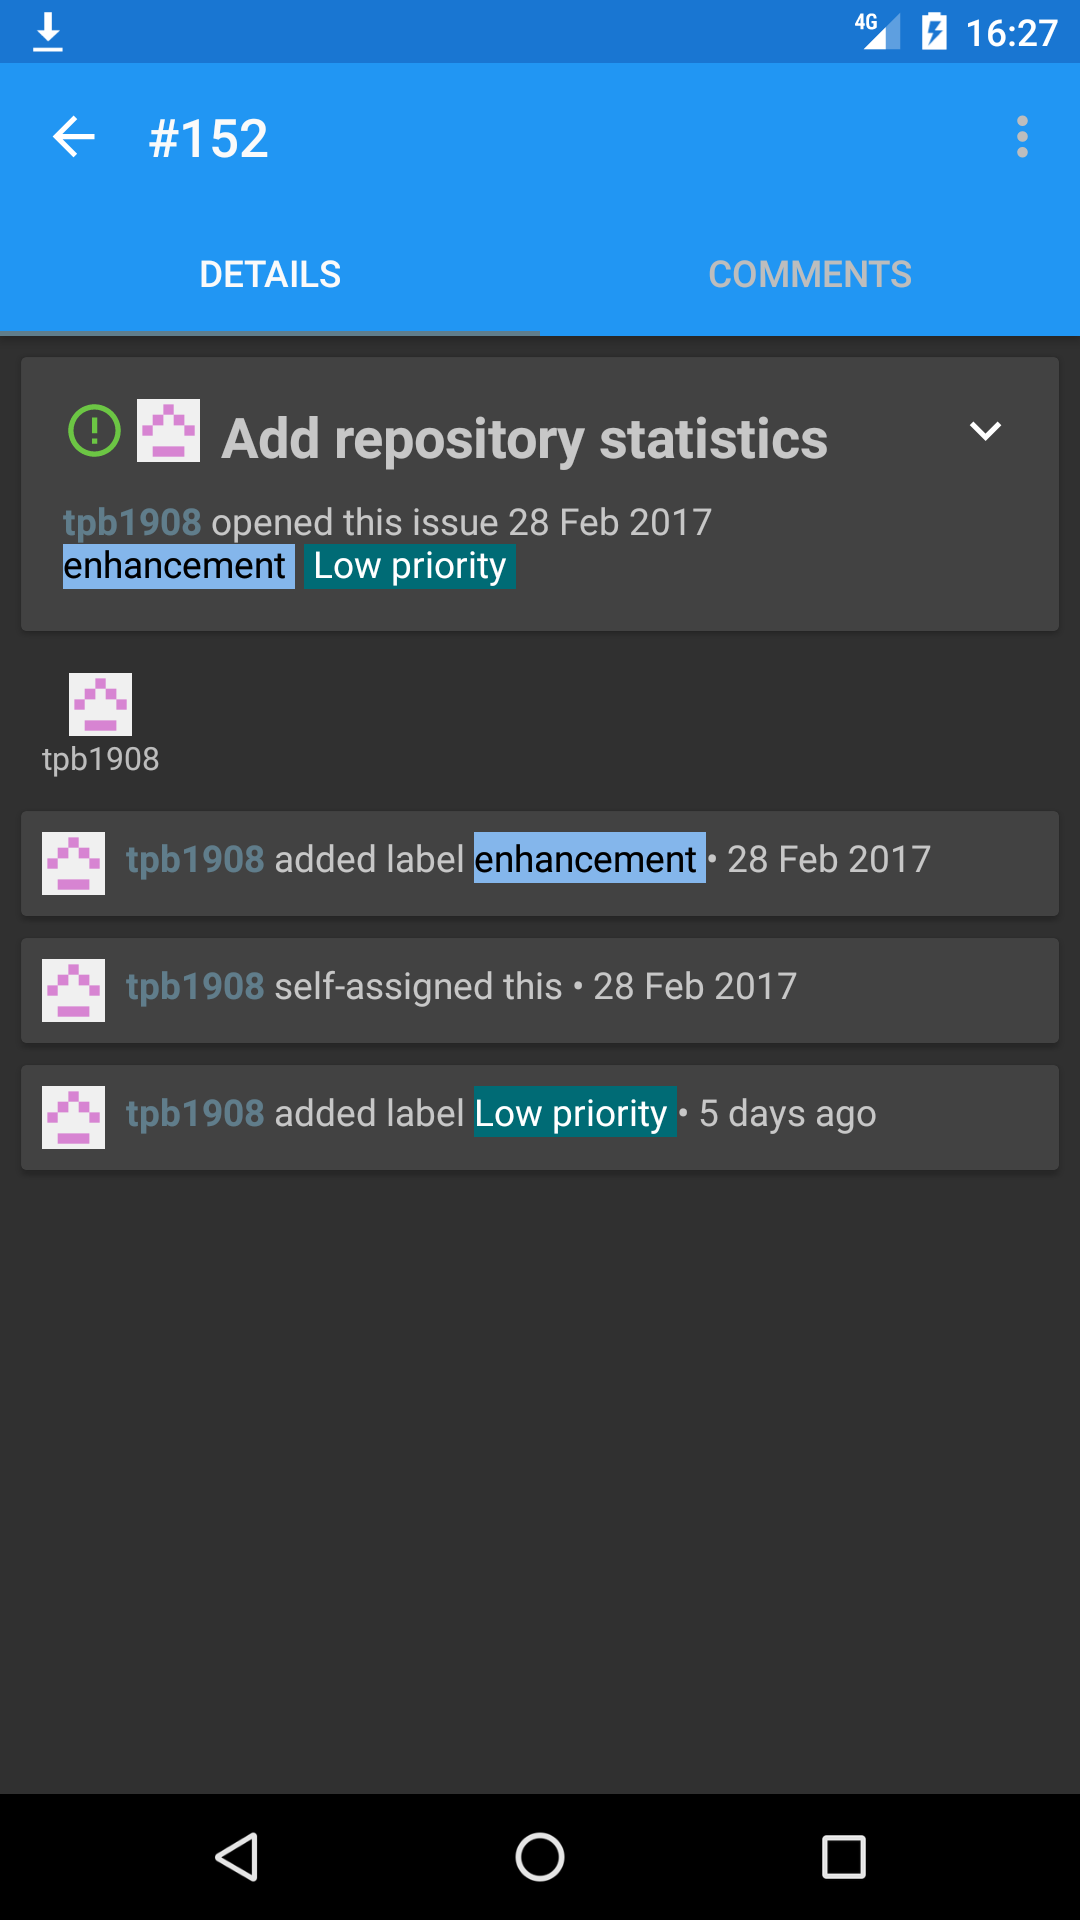 4G 16:27
#152
DETAILS COMMENTS
Add repository statistics
tpb1908 opened this issue 28 Feb 2017
enhancement Low priority
tpb1908
tpb1908 added label enhancement • 28 Feb 2017
tpb1908 self-assigned this • 28 Feb 2017
tpb1908 added label Low priority • 5 days ago